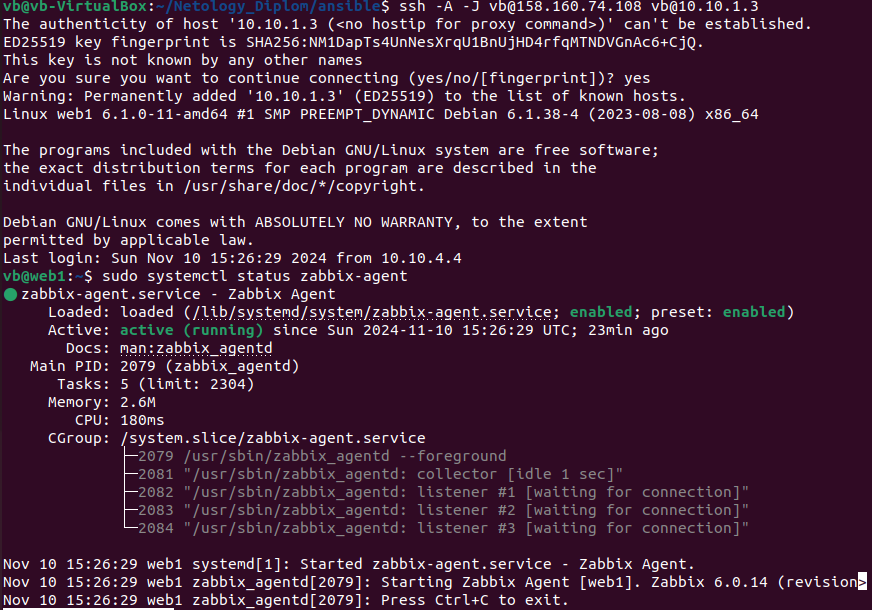 vb@vb-VirtualBox:~/Netology_Diplon/ansible$ ssh -A -J vb@158.160.74.108 vb@10.10.1.3
The authenticity of host '10.10.1.3 (<no hostip for proxy command>)' can't be established.
ED25519 key fingerprint is SHA256:NM1DapTs4UnNesXrqU1BnUjHD4rfqMTNDVGnAc6+CjQ.
This key is not known by any other names
Are you sure you want to continue connecting (yes/no/[fingerprint])? yes
Warning: Permanently added '10.10.1.3' (ED25519) to the list of known hosts.
Linux web1 6.1.0-11-amd64 #1 SMP PREEMPT_DYNAMIC Debian 6.1.38-4 (2023-08-08) x86_64
The programs included with the Debian GNU/Linux system are free software;
the exact distribution terms for each program are described in the
individual files in /usr/share/doc/*/copyright.
Debian GNU/Linux comes with ABSOLUTELY NO WARRANTY, to the extent
permitted by applicable law.
Last login: Sun Nov 10 15:26:29 2024 from 10.10.4.4
vb@web1:~$ sudo systemctl status zabbix-agent
● zabbix-agent.service - Zabbix Agent
Loaded: loaded (/lib/systemd/system/zabbix-agent.service; enabled; preset: enabled)
Active: active (running) since Sun 2024-11-10 15:26:29 UTC; 23min ago
Docs: man:zabbix_agentd
Main PID: 2079 (zabbix_agentd)
Tasks: 5 (limit: 2304)
Memory: 2.6M
CPU: 180ms
CGroup: /system.slice/zabbix-agent.service
├─2079 /usr/sbin/zabbix_agentd --foreground
├─2081 "/usr/sbin/zabbix_agentd: collector [idle 1 sec]"
├─2082 "/usr/sbin/zabbix_agentd: listener #1 [waiting for connection]"
├─2083 "/usr/sbin/zabbix_agentd: listener #2 [waiting for connection]"
└─2084 "/usr/sbin/zabbix_agentd: listener #3 [waiting for connection]"
Nov 10 15:26:29 web1 systemd[1]: Started zabbix-agent.service - Zabbix Agent.
Nov 10 15:26:29 web1 zabbix_agentd[2079]: Starting Zabbix Agent [web1]. Zabbix 6.0.14 (revision>
Nov 10 15:26:29 web1 zabbix_agentd[2079]: Press Ctrl+C to exit.